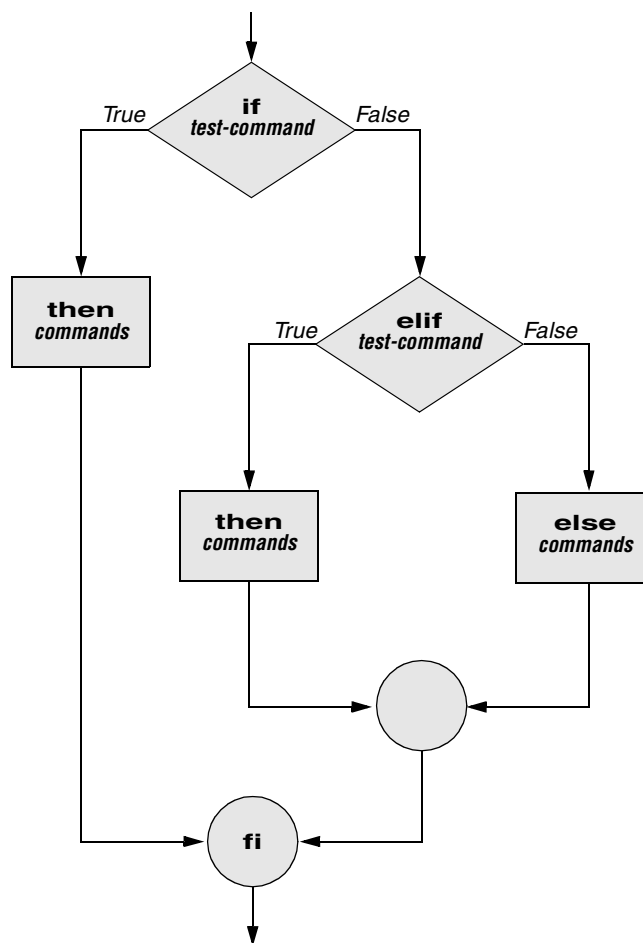 if
test-command
True
False
then
commands
elif
test-command
True
False
then
commands
else
commands
fi